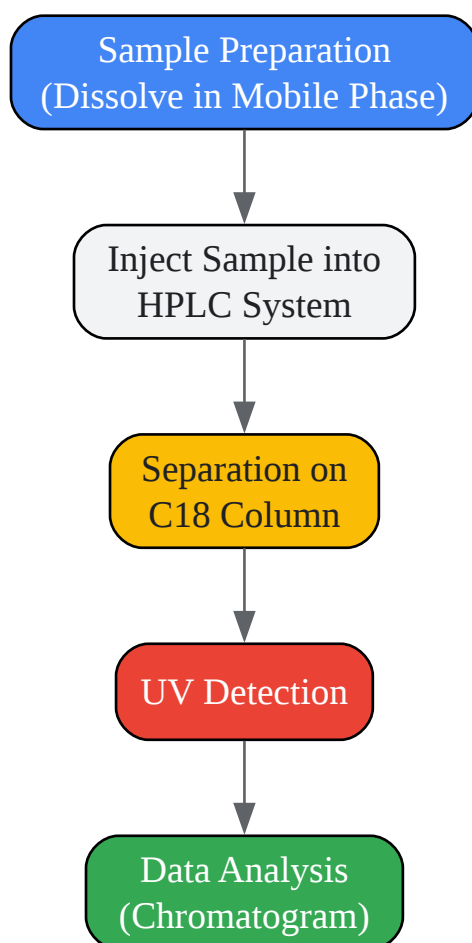 Sample Preparation
(Dissolve in Mobile Phase)
Inject Sample into
HPLC System
Separation on
C18 Column
UV Detection
Data Analysis
(Chromatogram)